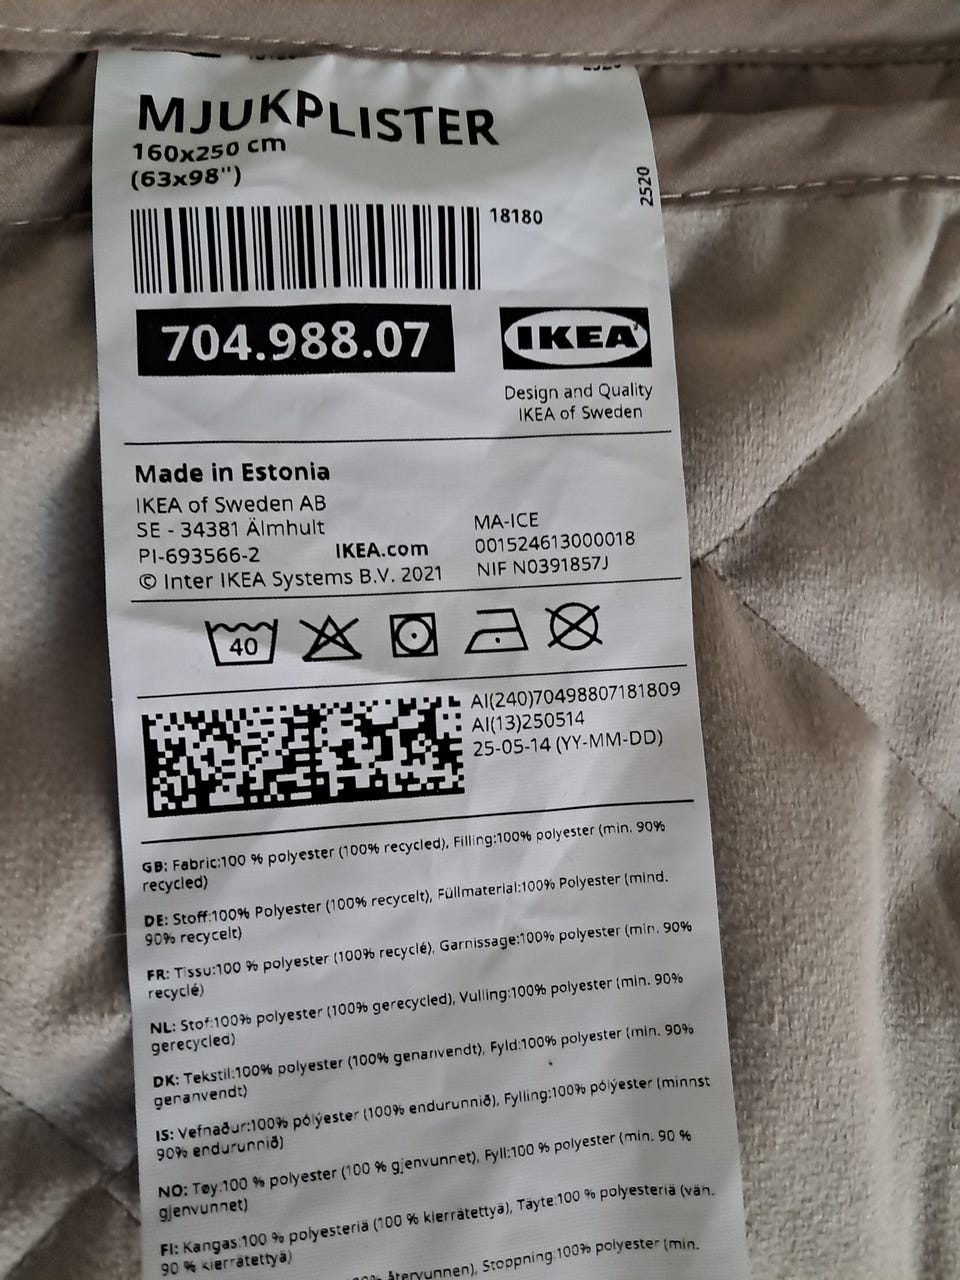 MJUKPLISTER
160x250 cm
(63x98")
2520
18180
704.988.07
IKEA
Design and Quality
IKEA of Sweden
Made in Estonia
IKEA of Sweden AB
SE - 34381 Älmhult
PI-693566-2 IKEA.com
© Inter IKEA Systems B.V. 2021
MA-ICE
001524613000018
NIF N0391857J
40
AI(240)70498807181809
AI(13)250514
25-05-14 (YY-MM-DD)
GB: Fabric:100 % polyester (100% recycled), Filling:100% polyester (min. 90%
recycled)
DE: Stoff:100% Polyester (100% recycelt), Füllmaterial:100% Polyester (mind.
90% recycelt)
FR: Tissu:100 % polyester (100% recyclé), Garnissage:100% polyester (min. 90%
recyclé)
NL: Stof:100% polyester (100% gerecycled), Vulling:100% polyester (min. 90%
gerecycled)
DK: Tekstil:100% polyester (100% genanvendt), Fyld:100% polyester (min. 90%
genanvendt)
IS: Vefnaður:100% pólýester (100% endurunnið), Fylling:100% pólýester (minnst
90% endurunnið)
NO: Tøy:100 % polyester (100 % gjenvunnet), Fyll:100 % polyester (min. 90 %
gjenvunnet)
FI: Kangas:100 % polyesteriä (100 % kierrätettyä), Täyte:100 % polyesteriä (vän.
90 % kierrätettyä)
återvunnen), Stoppning:100% polyester (min.